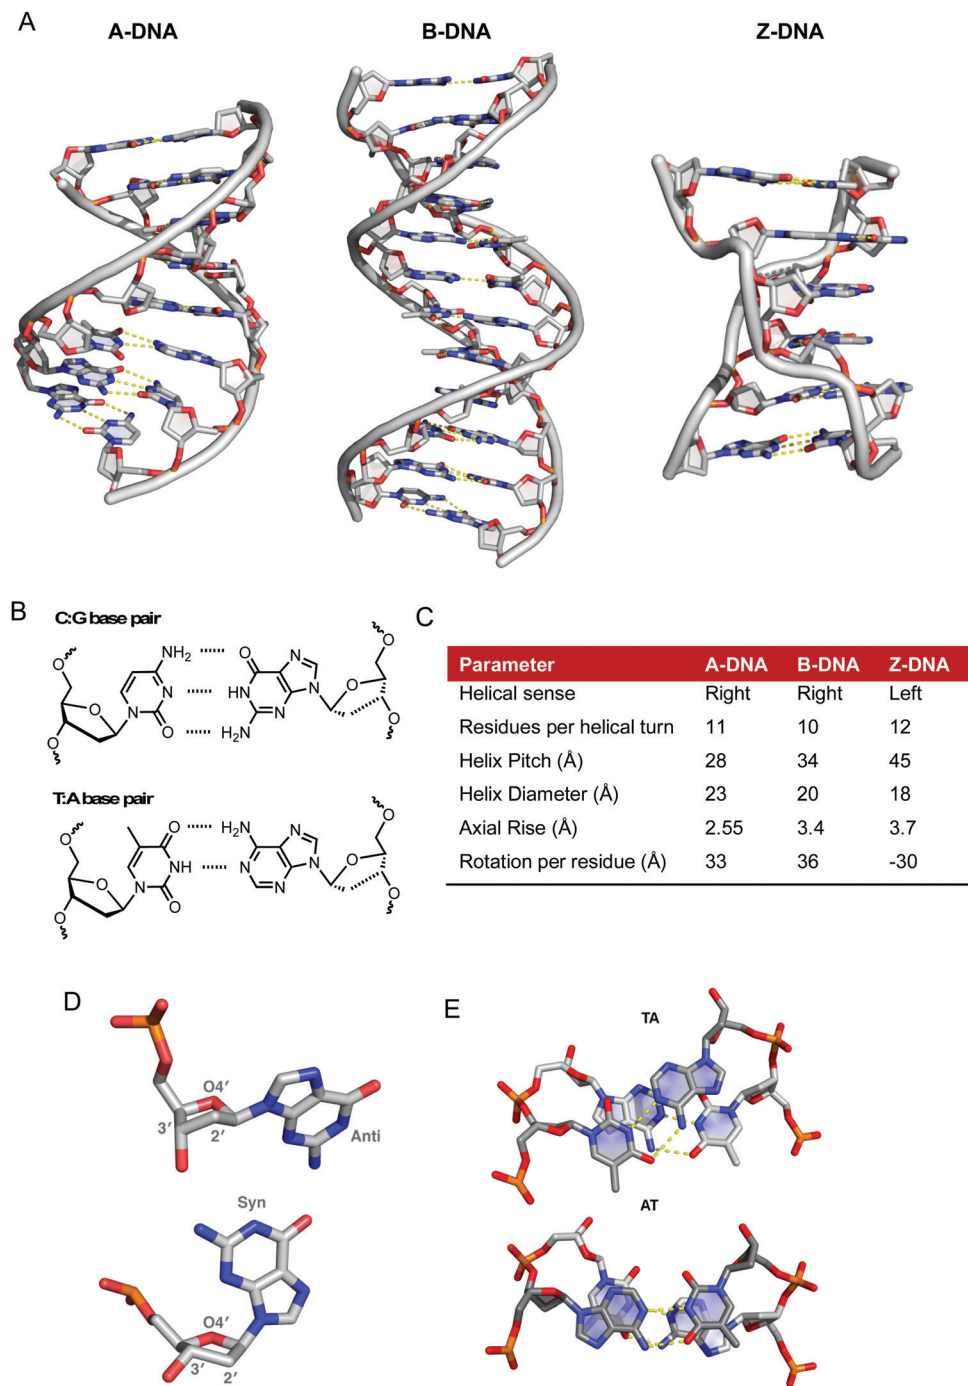 A
A-DNA B-DNA Z-DNA
B
C:G base pair
O NH₂ O N O
O N HN N O
O N O H₂N N O
T:A base pair
O O H₂N N O
O NH N N O
O N O N O
C
Parameter A-DNA B-DNA Z-DNA
Helical sense Right Right Left
Residues per helical turn 11 10 12
Helix Pitch (Å) 28 34 45
Helix Diameter (Å) 23 20 18
Axial Rise (Å) 2.55 3.4 3.7
Rotation per residue (Å) 33 36 -30
D
O4′
3′ 2′ Anti
Syn
O4′
3′ 2′
E
TA
AT